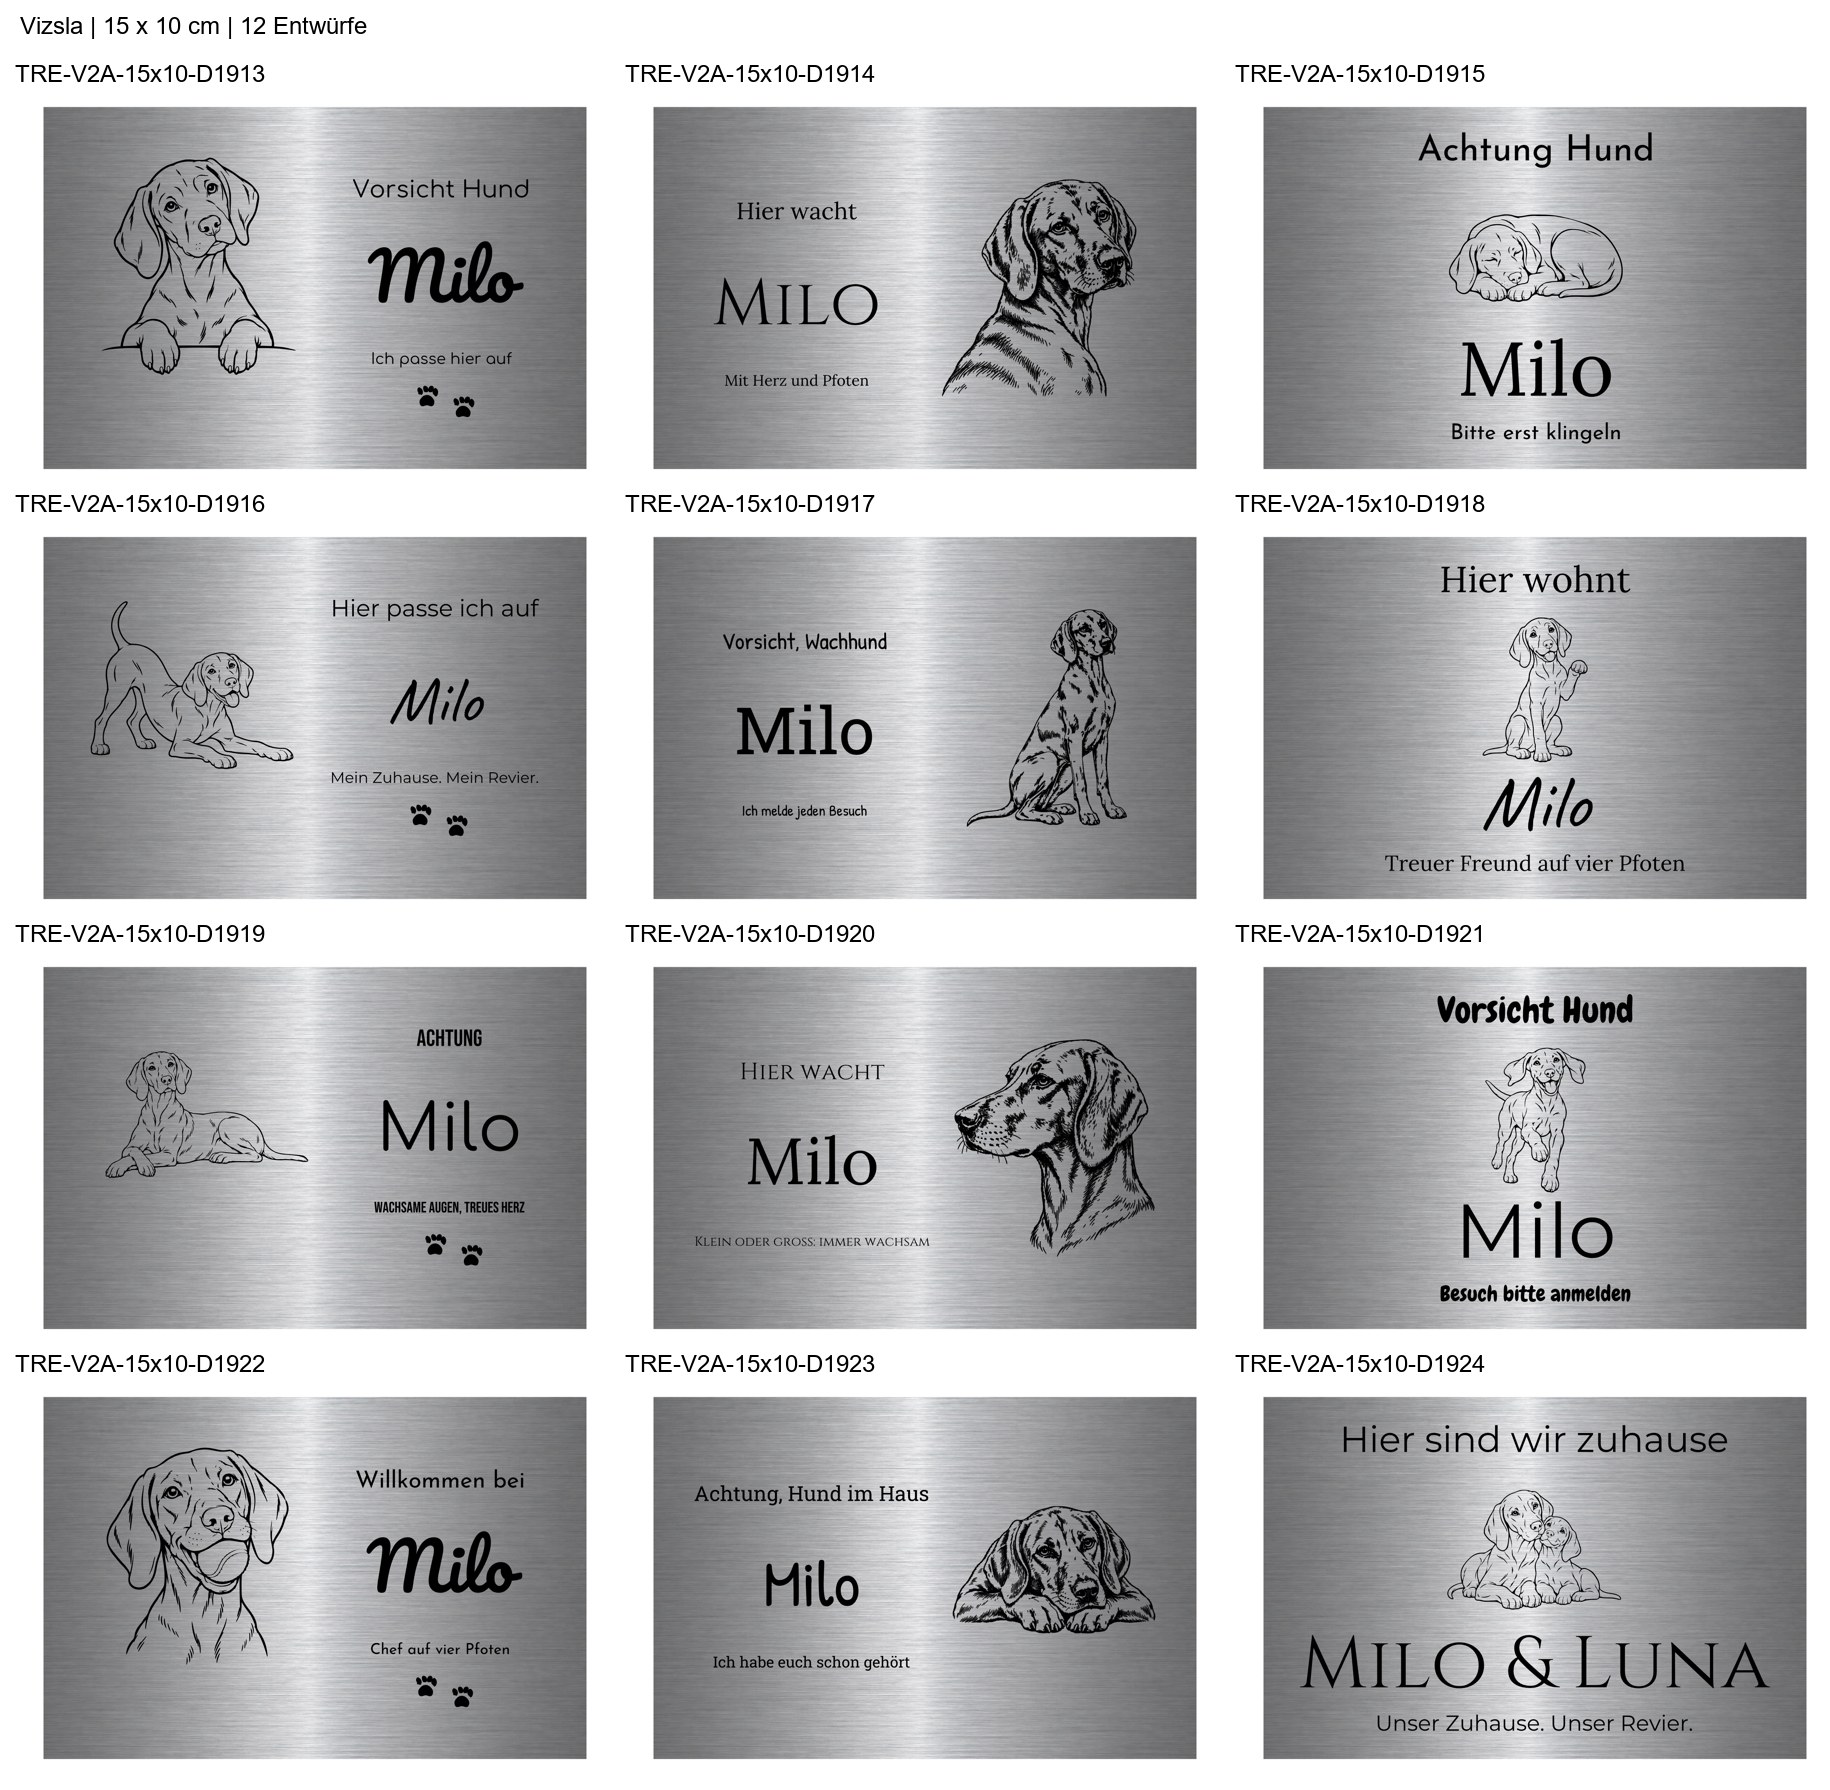 Vizsla | 15 x 10 cm | 12 Entwürfe
TRE-V2A-15x10-D1913
Vorsicht Hund
Milo
Ich passe hier auf
TRE-V2A-15x10-D1914
Hier wacht
Milo
Mit Herz und Pfoten
TRE-V2A-15x10-D1915
Achtung Hund
Milo
Bitte erst klingeln
TRE-V2A-15x10-D1916
Hier passe ich auf
Milo
Mein Zuhause. Mein Revier.
TRE-V2A-15x10-D1917
Vorsicht, Wachhund
Milo
Ich melde jeden Besuch
TRE-V2A-15x10-D1918
Hier wohnt
Milo
Treuer Freund auf vier Pfoten
TRE-V2A-15x10-D1919
ACHTUNG
Milo
WACHSAME AUGEN, TREUES HERZ
TRE-V2A-15x10-D1920
Hier wacht
Milo
Klein oder gross: immer wachsam
TRE-V2A-15x10-D1921
Vorsicht Hund
Milo
Besuch bitte anmelden
TRE-V2A-15x10-D1922
Willkommen bei
Milo
Chef auf vier Pfoten
TRE-V2A-15x10-D1923
Achtung, Hund im Haus
Milo
Ich habe euch schon gehört
TRE-V2A-15x10-D1924
Hier sind wir zuhause
Milo & Luna
Unser Zuhause. Unser Revier.